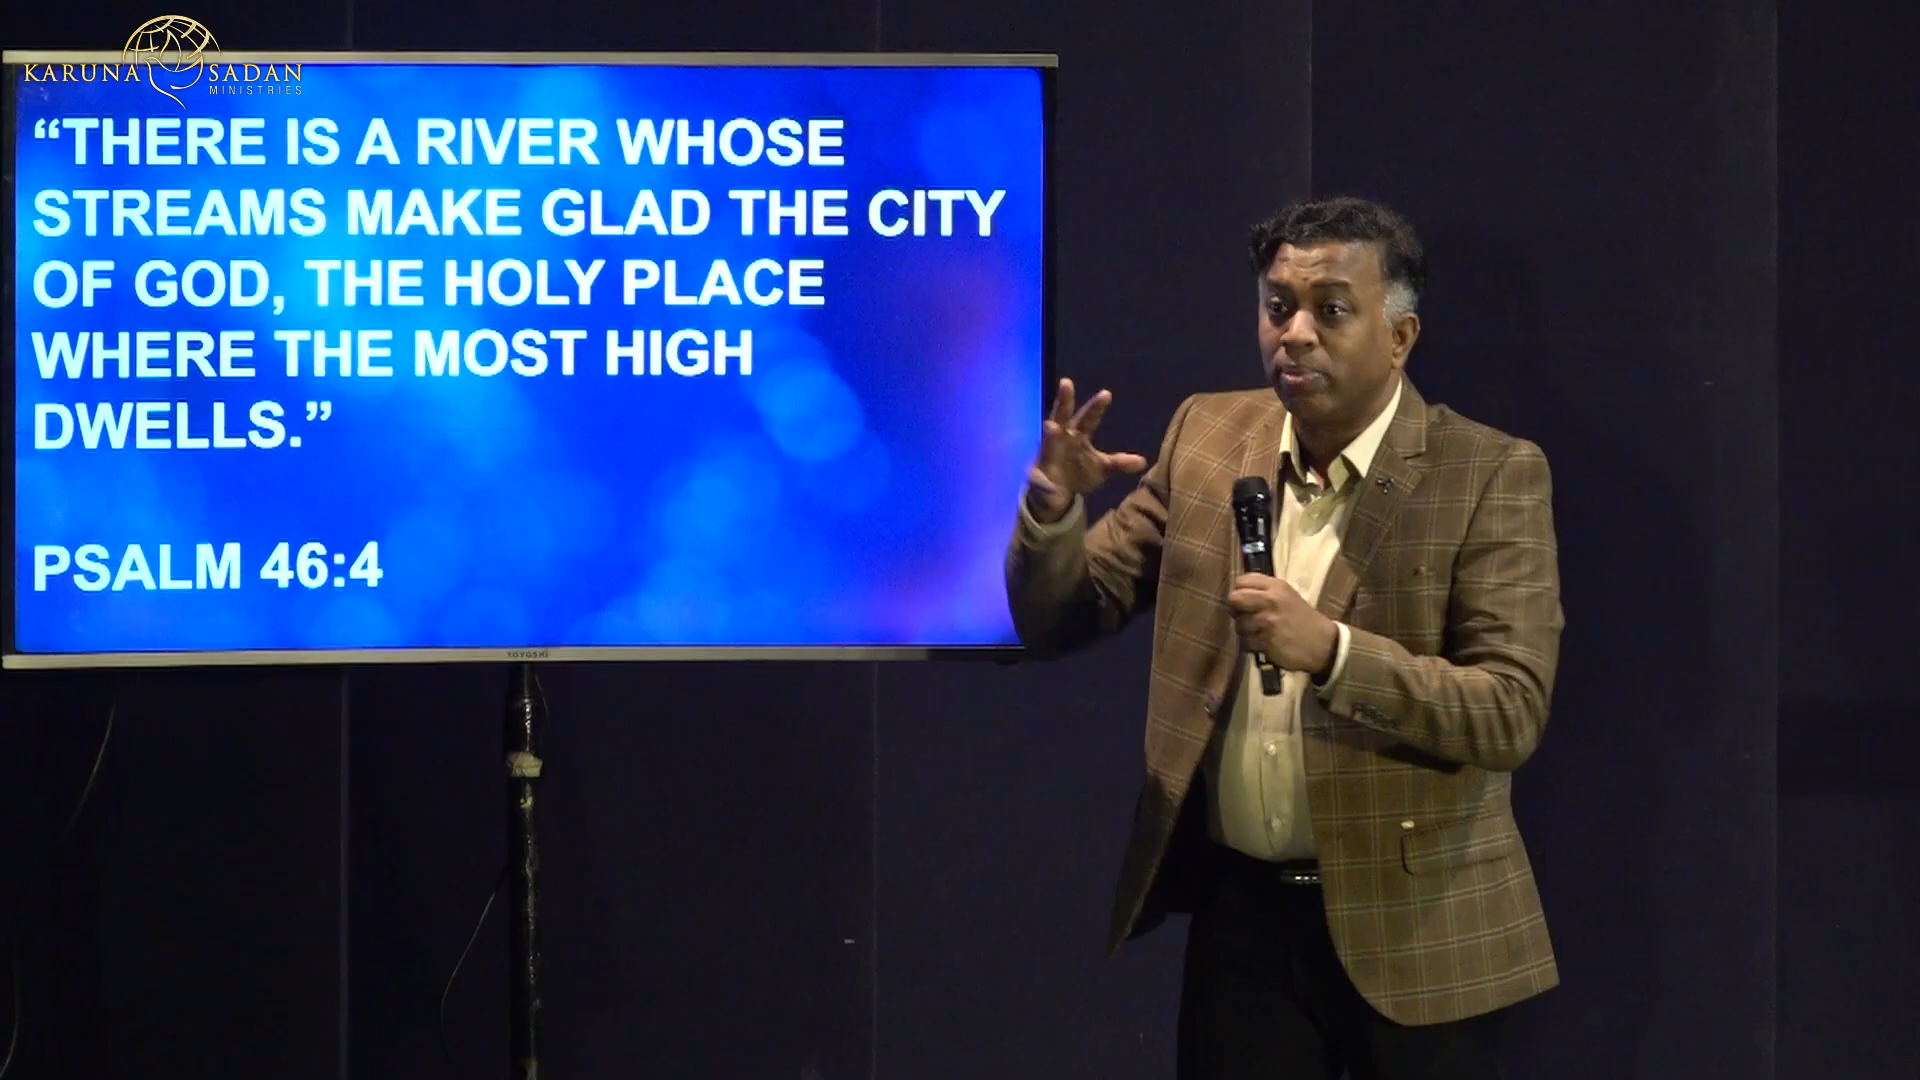 KARUNA SADAN
MINISTRIES
“THERE IS A RIVER WHOSE
STREAMS MAKE GLAD THE CITY
OF GOD, THE HOLY PLACE
WHERE THE MOST HIGH
DWELLS.”
PSALM 46:4
TOYOSHI